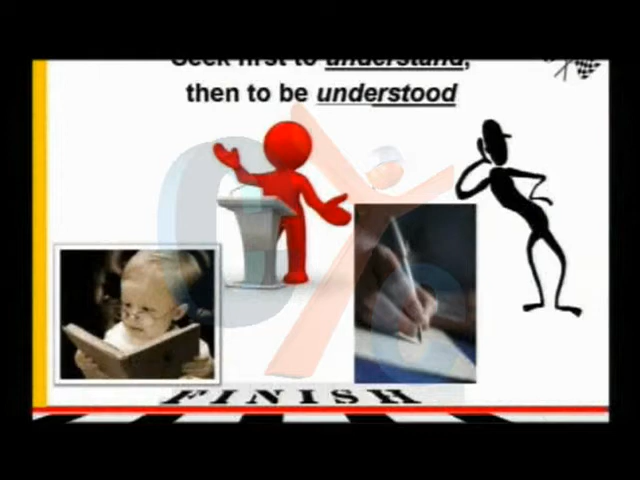 Seek first to understand,
then to be understood
FINISH